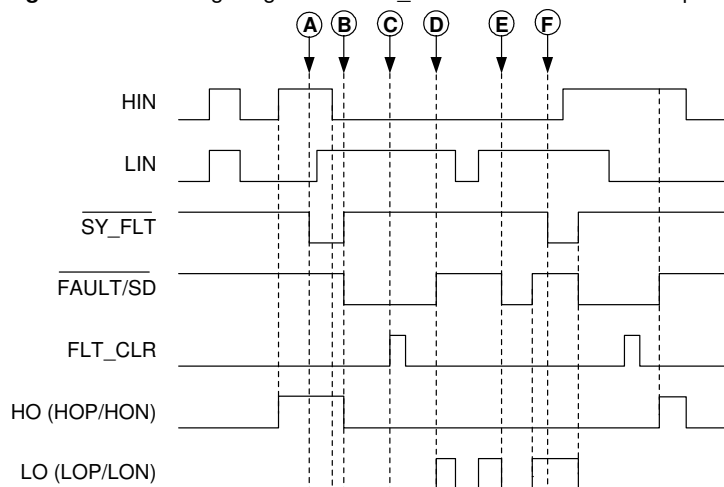 A B C D E F
HIN
LIN
SY_FLT
FAULT/SD
FLT_CLR
HO (HOP/HON)
LO (LOP/LON)